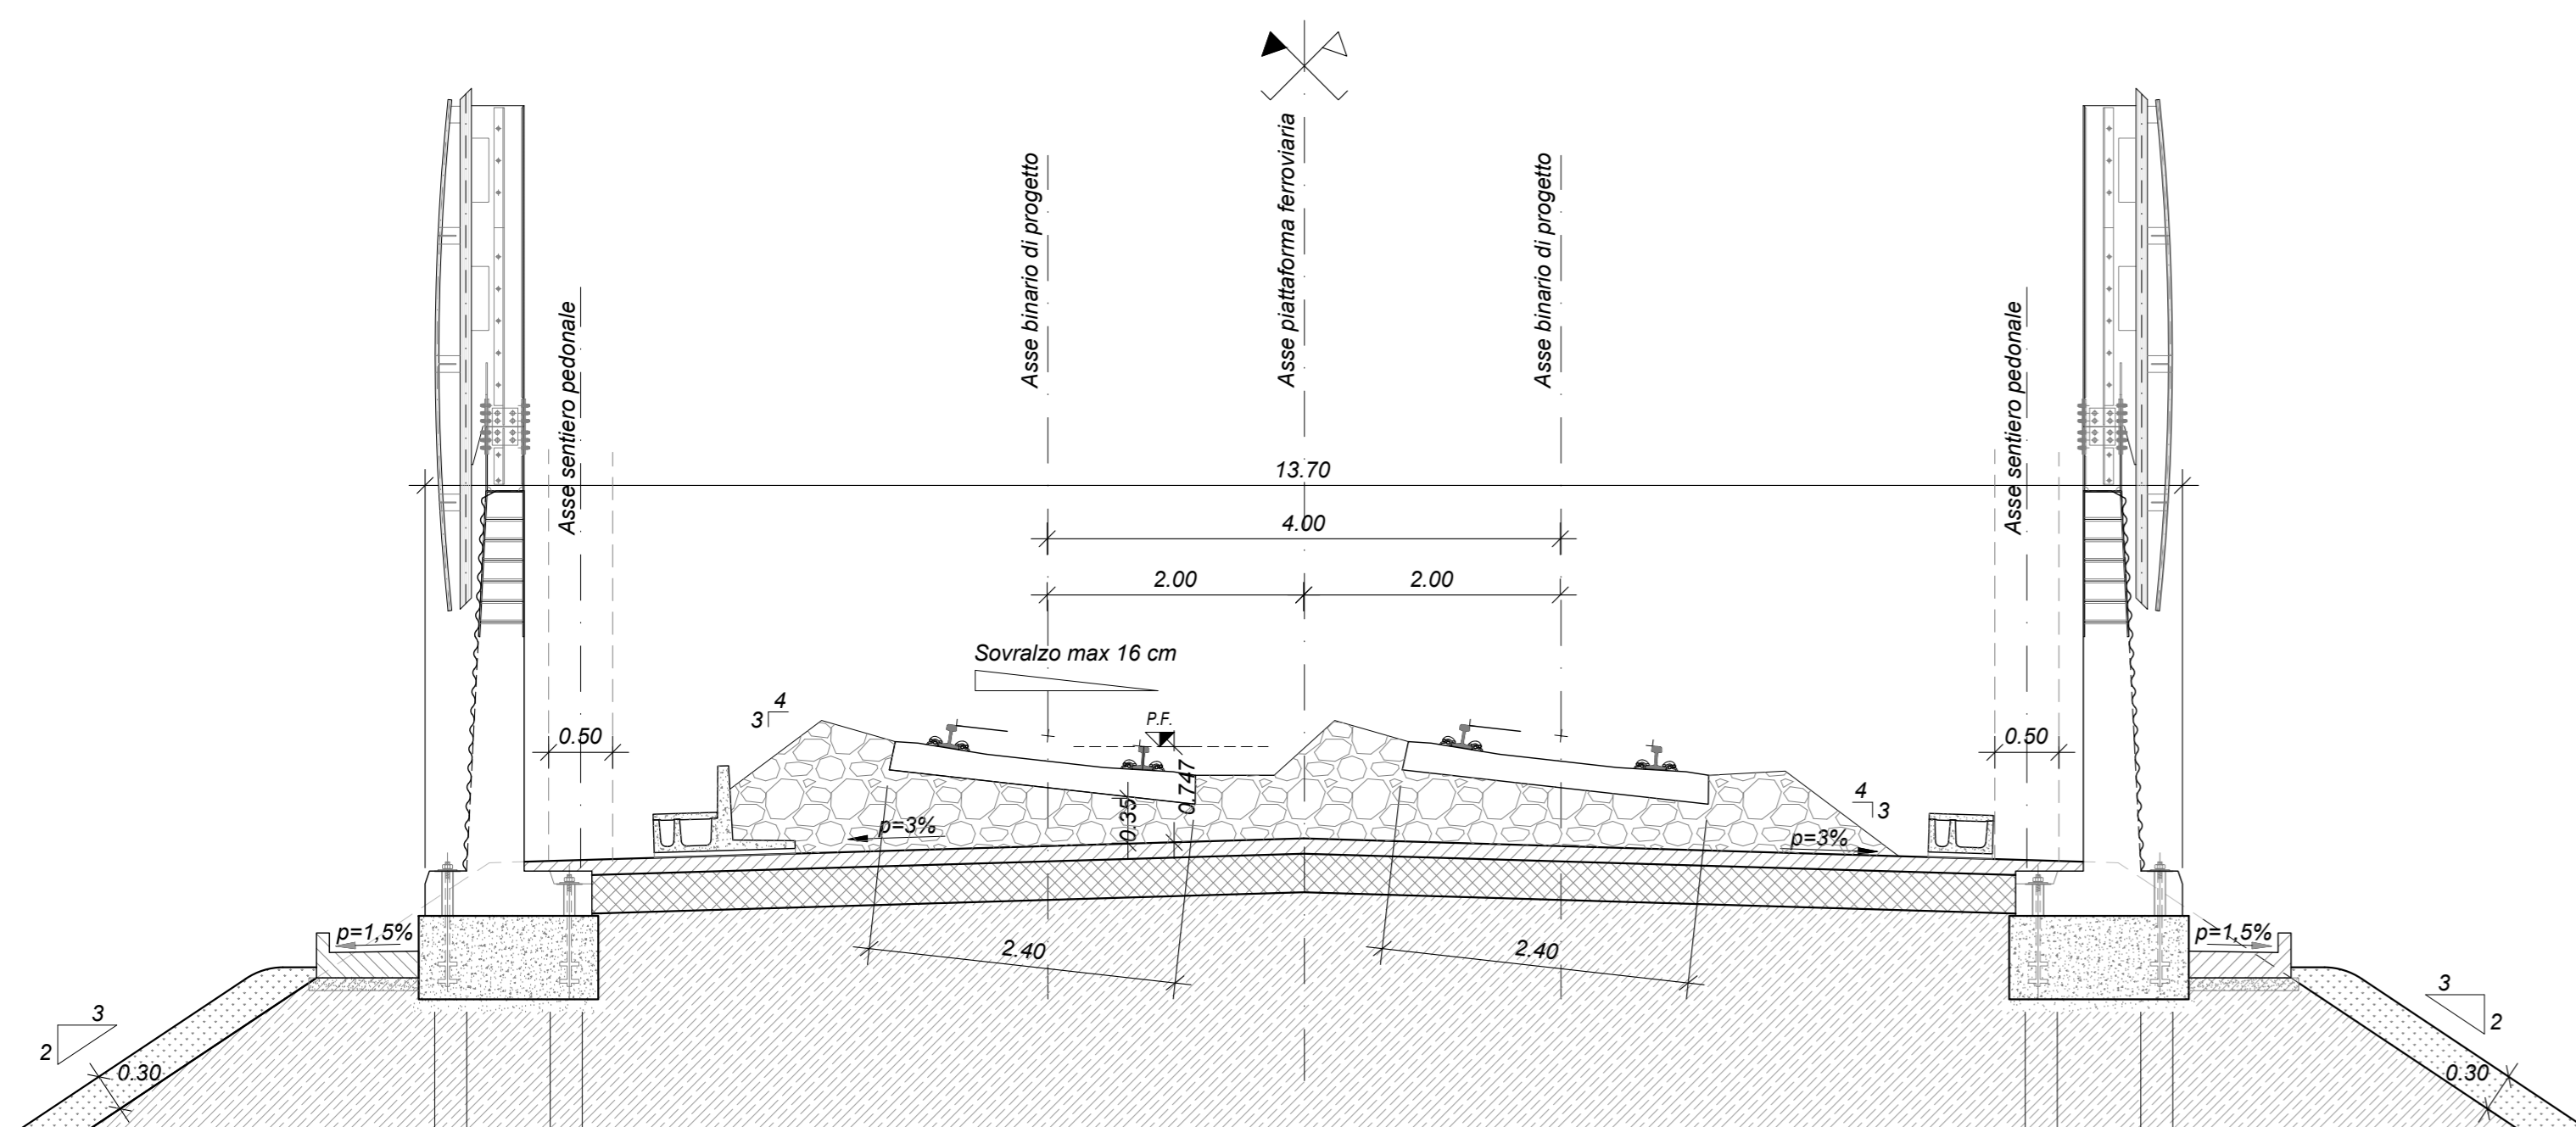 Asse piattaforma ferroviaria
Asse binario di progetto
Asse binario di progetto
Asse sentiero pedonale
Asse sentiero pedonale
13.70
4.00
2.00
2.00
Sovralzo max 16 cm
4
3
P.F.
0.50
0.50
0.747
0.35
4
3
p=3%
p=3%
p=1,5%
p=1,5%
2.40
2.40
3
2
3
2
0.30
0.30